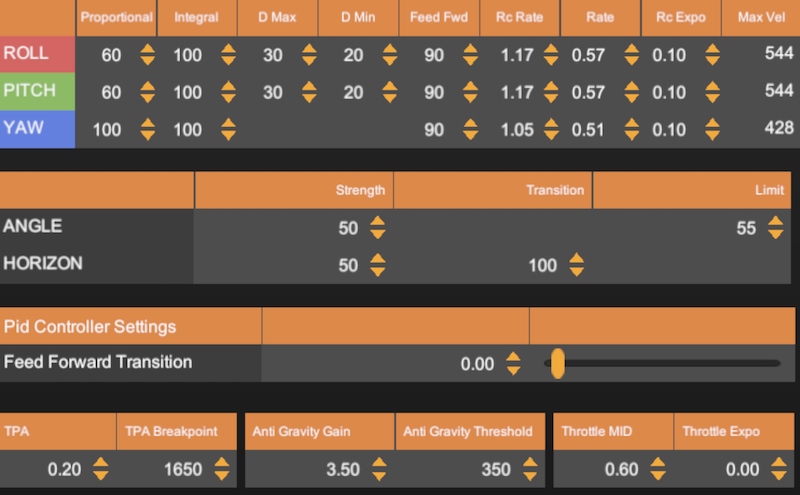 Proportional Integral D Max D Min Feed Fwd Rc Rate Rate Rc Expo Max Vel
ROLL 60 100 30 20 90 1.17 0.57 0.10 544
PITCH 60 100 30 20 90 1.17 0.57 0.10 544
YAW 100 100 90 1.05 0.51 0.10 428
Strength Transition Limit
ANGLE 50 55
HORIZON 50 100
Pid Controller Settings
Feed Forward Transition 0.00
TPA TPA Breakpoint Anti Gravity Gain Anti Gravity Threshold Throttle MID Throttle Expo
0.20 1650 3.50 350 0.60 0.00